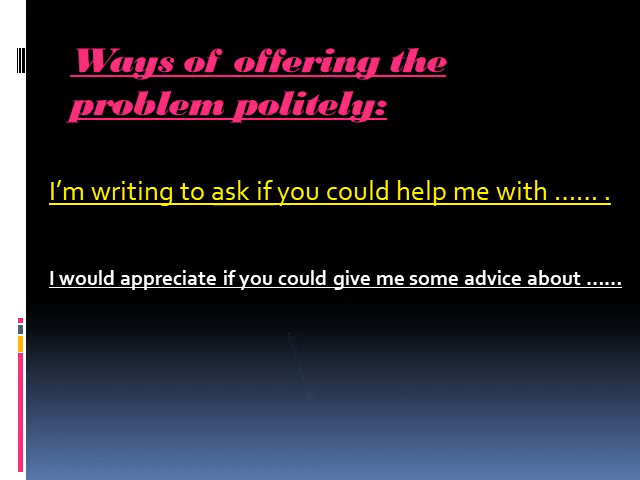 Ways of offering the
problem politely:
I’m writing to ask if you could help me with …… .
I would appreciate if you could give me some advice about ……